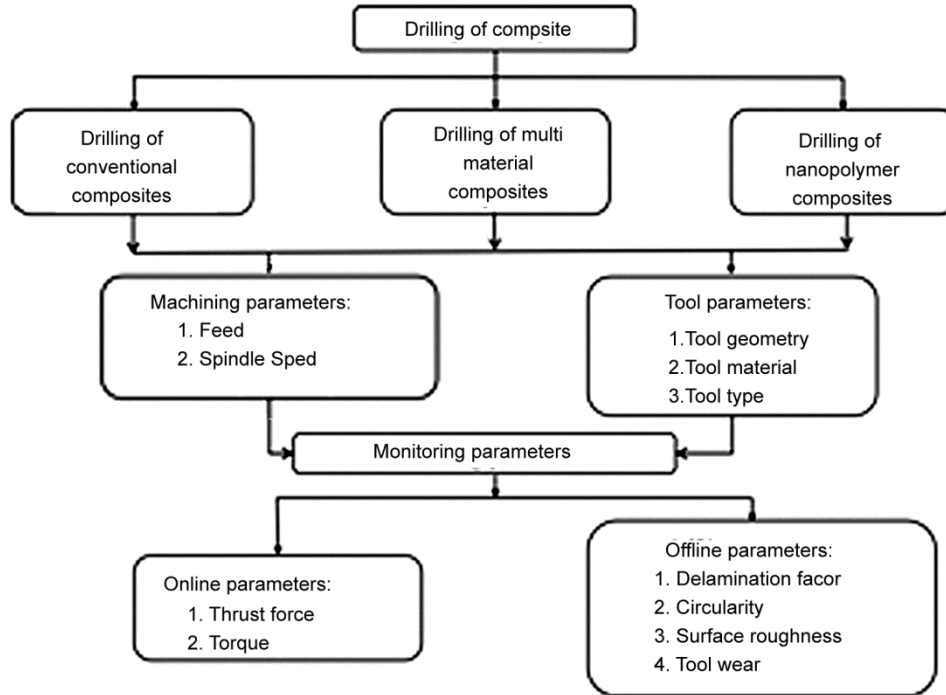 Drilling of compsite
Drilling of
conventional
composites
Drilling of multi
material
composites
Drilling of
nanopolymer
composites
Machining parameters:
1. Feed
2. Spindle Sped
Tool parameters:
1.Tool geometry
2.Tool material
3.Tool type
Monitoring parameters
Online parameters:
1. Thrust force
2. Torque
Offline parameters:
1. Delamination facor
2. Circularity
3. Surface roughness
4. Tool wear